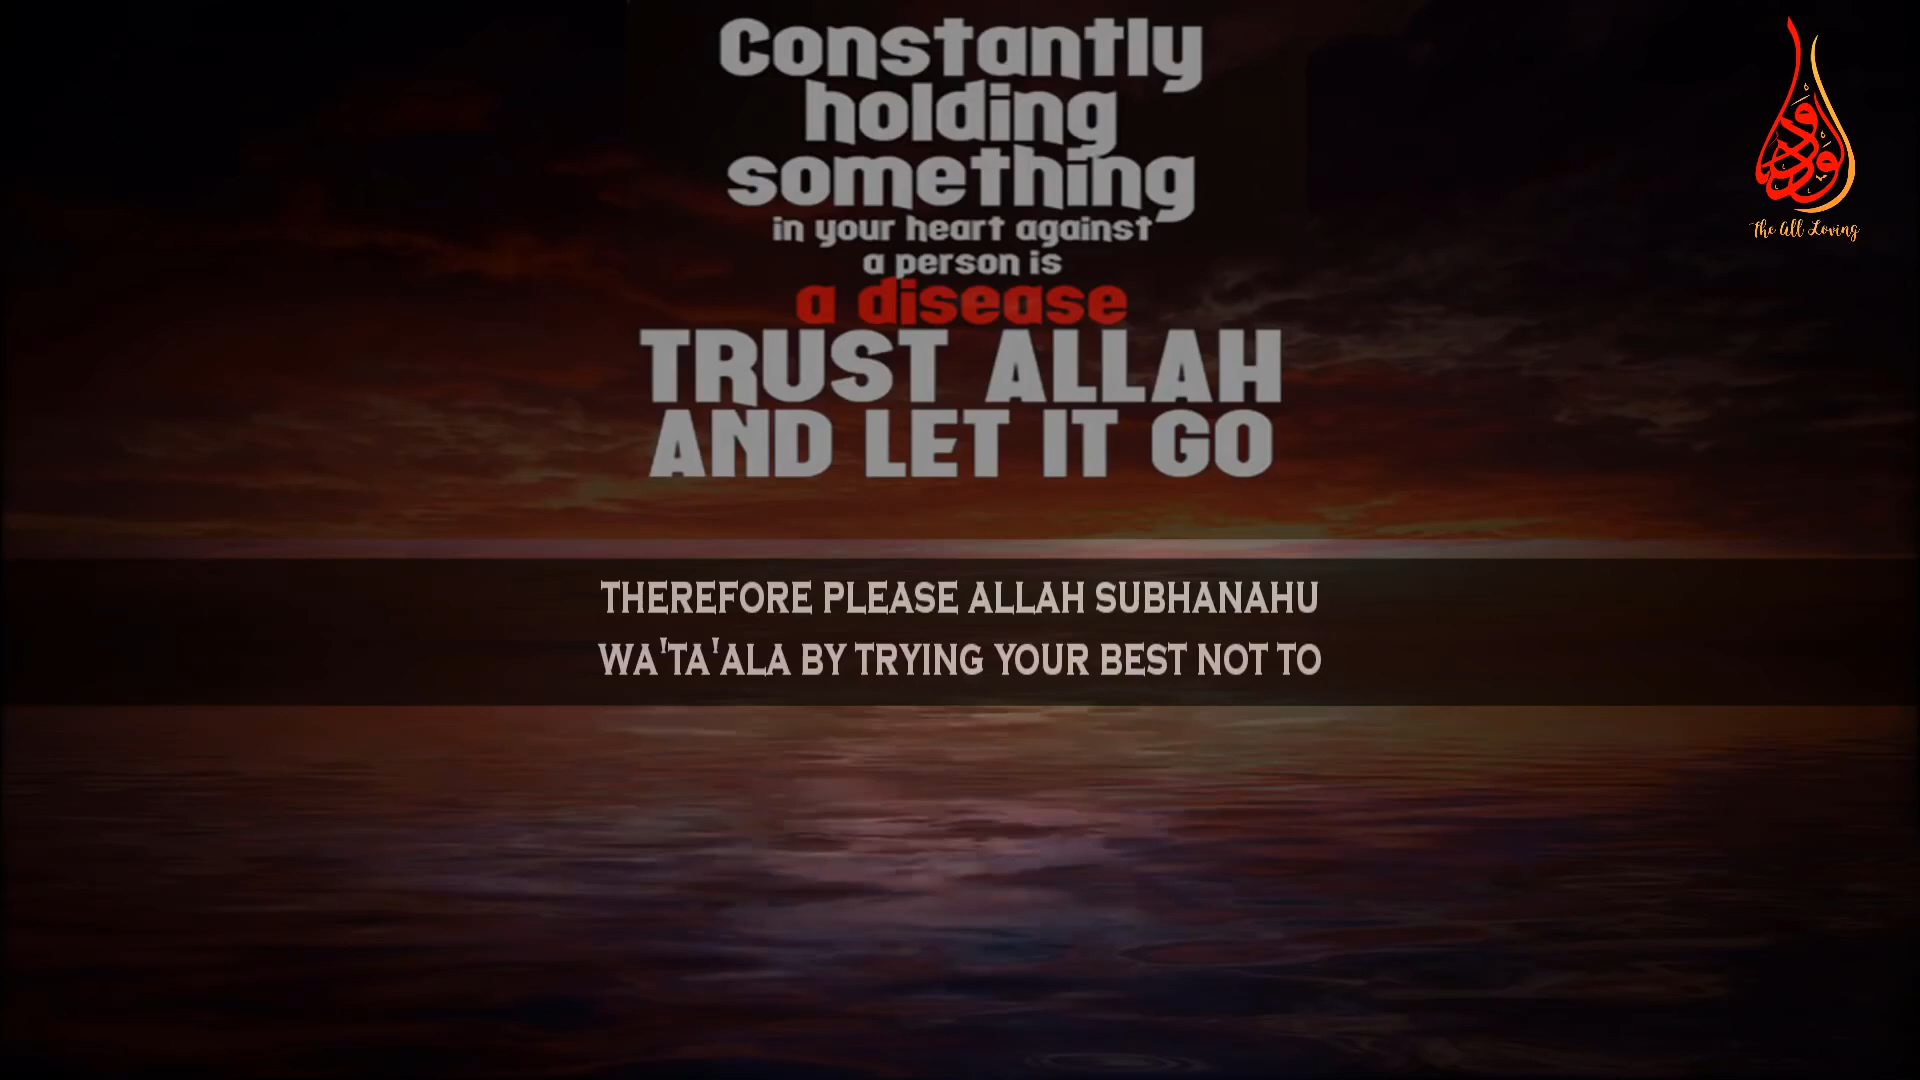 Constantly
holding
something
in your heart against
a person is
a disease
TRUST ALLAH
AND LET IT GO
The All Loving
THEREFORE PLEASE ALLAH SUBHANAHU
WA'TA'ALA BY TRYING YOUR BEST NOT TO